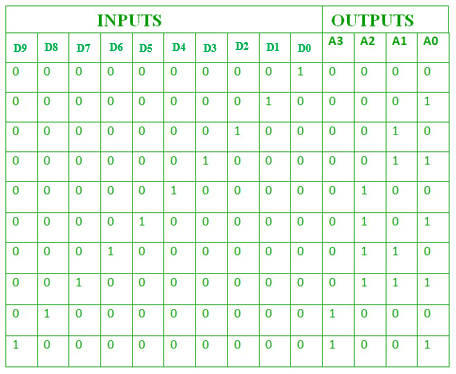 INPUTS OUTPUTS
D9 D8 D7 D6 D5 D4 D3 D2 D1 D0 A3 A2 A1 A0
0 0 0 0 0 0 0 0 0 1 0 0 0 0
0 0 0 0 0 0 0 0 1 0 0 0 0 1
0 0 0 0 0 0 0 1 0 0 0 0 1 0
0 0 0 0 0 0 1 0 0 0 0 0 1 1
0 0 0 0 0 1 0 0 0 0 0 1 0 0
0 0 0 0 1 0 0 0 0 0 0 1 0 1
0 0 0 1 0 0 0 0 0 0 0 1 1 0
0 0 1 0 0 0 0 0 0 0 0 1 1 1
0 1 0 0 0 0 0 0 0 0 1 0 0 0
1 0 0 0 0 0 0 0 0 0 1 0 0 1